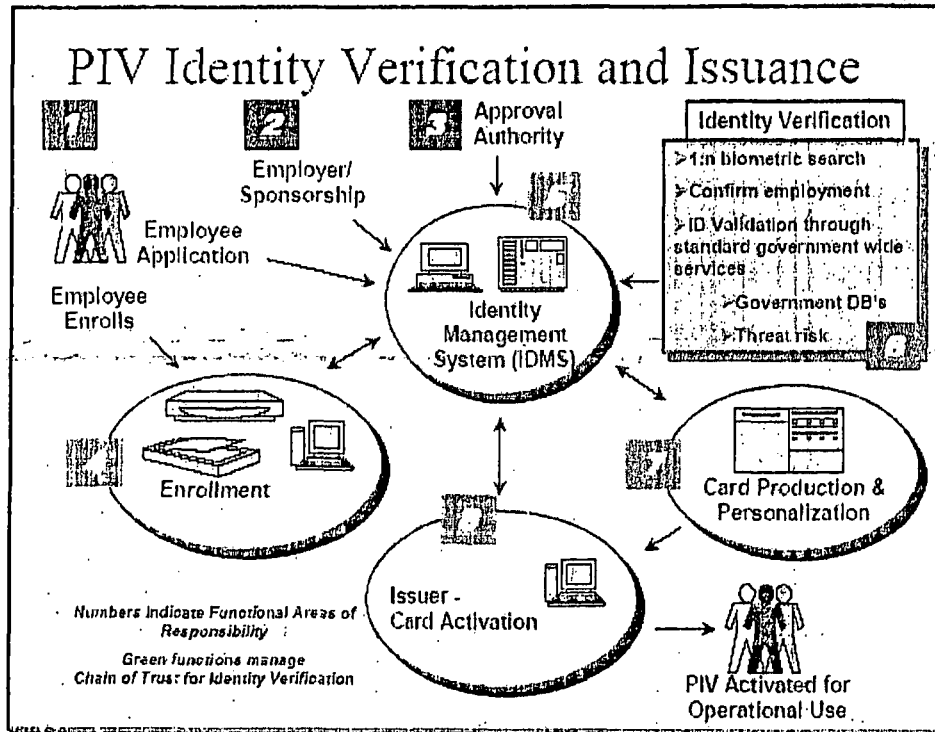 PIV Identity Verification and Issuance
1
2
3
Approval
Authority
Employer/
Sponsorship
Employee
Application
Employee
Enrolls
Identity
Management
System (IDMS)
Identity Verification
➢1:n biometric search
➢Confirm employment
➢ID Validation through
standard government wide
services
➢Government DB's
➢Threat risk
6
4
Enrollment
Card Production &
Personalization
Issuer -
Card Activation
Numbers Indicate Functional Areas of
Responsibility
Green functions manage
Chain of Trust for Identity Verification
PIV Activated for
Operational Use